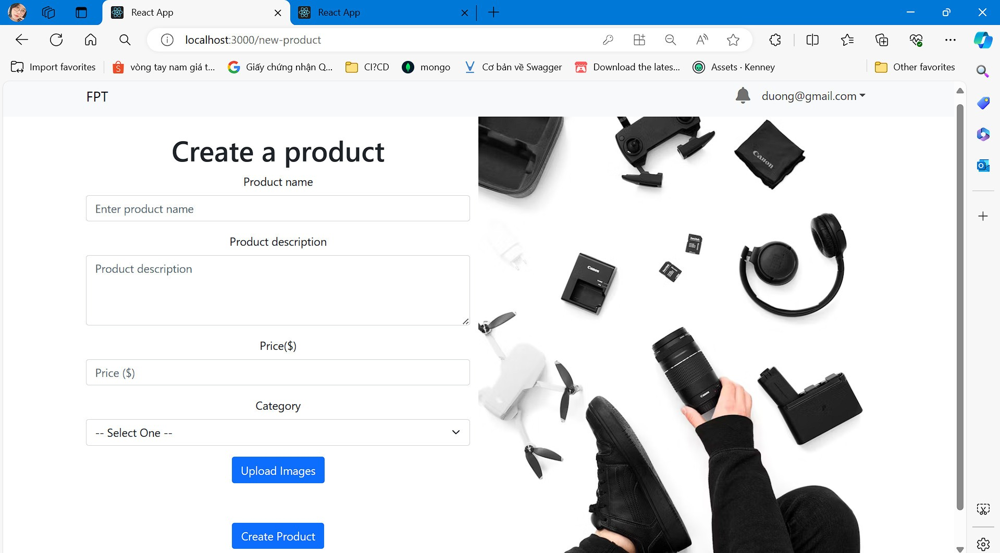 React App
React App
localhost:3000/new-product
Import favorites
vòng tay nam giá t...
Giấy chứng nhận Q...
CI?CD
mongo
Cơ bản về Swagger
Download the lates...
Assets · Kenney
Other favorites
FPT
duong@gmail.com
Create a product
Product name
Enter product name
Product description
Product description
Price($)
Price ($)
Category
-- Select One --
Upload Images
Create Product
Canon
SanDisk
SanDisk
Canon
Canon